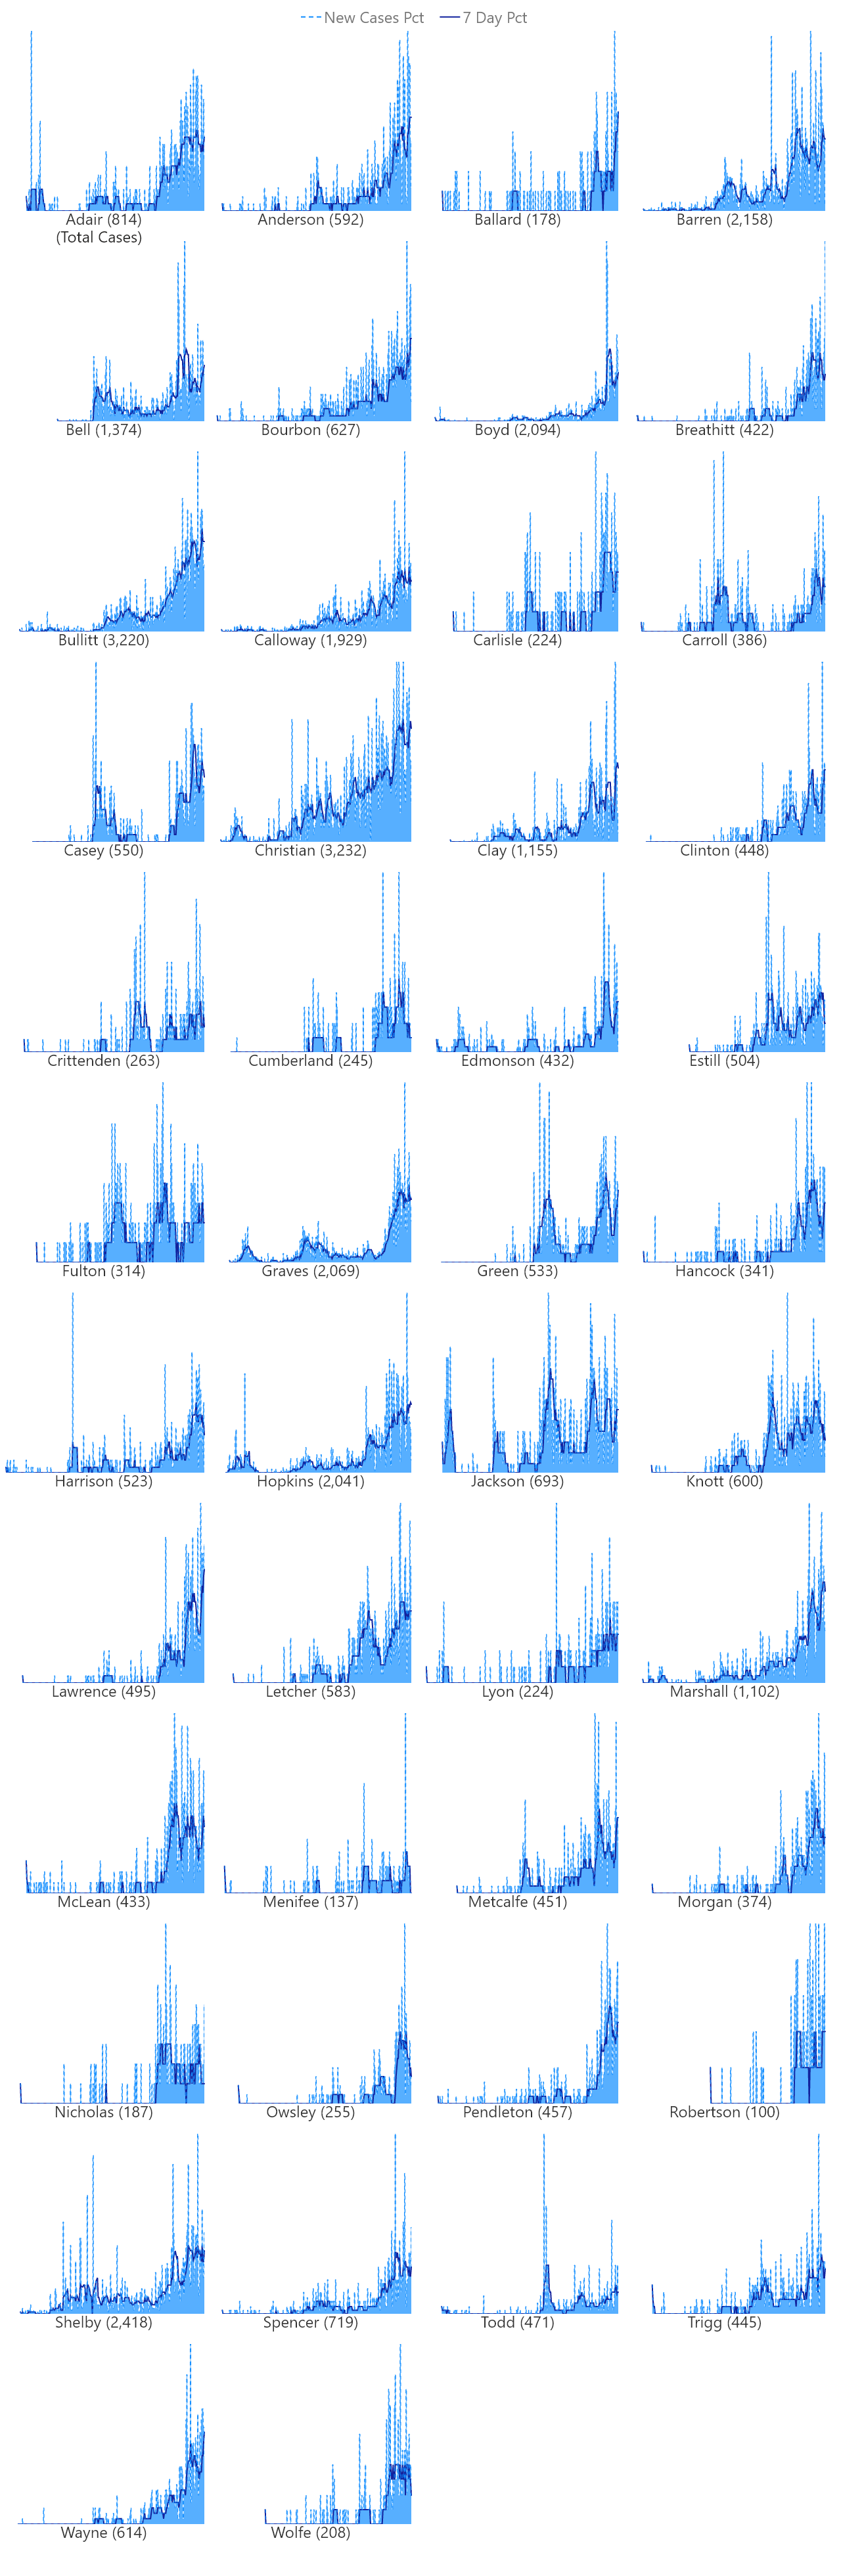 New Cases Pct 7 Day Pct
Adair (814) Anderson (592) Ballard (178) Barren (2,158)
(Total Cases)
Bell (1,374) Bourbon (627) Boyd (2,094) Breathitt (422)
Bullitt (3,220) Calloway (1,929) Carlisle (224) Carroll (386)
Casey (550) Christian (3,232) Clay (1,155) Clinton (448)
Crittenden (263) Cumberland (245) Edmonson (432) Estill (504)
Fulton (314) Graves (2,069) Green (533) Hancock (341)
Harrison (523) Hopkins (2,041) Jackson (693) Knott (600)
Lawrence (495) Letcher (583) Lyon (224) Marshall (1,102)
McLean (433) Menifee (137) Metcalfe (451) Morgan (374)
Nicholas (187) Owsley (255) Pendleton (457) Robertson (100)
Shelby (2,418) Spencer (719) Todd (471) Trigg (445)
Wayne (614) Wolfe (208)